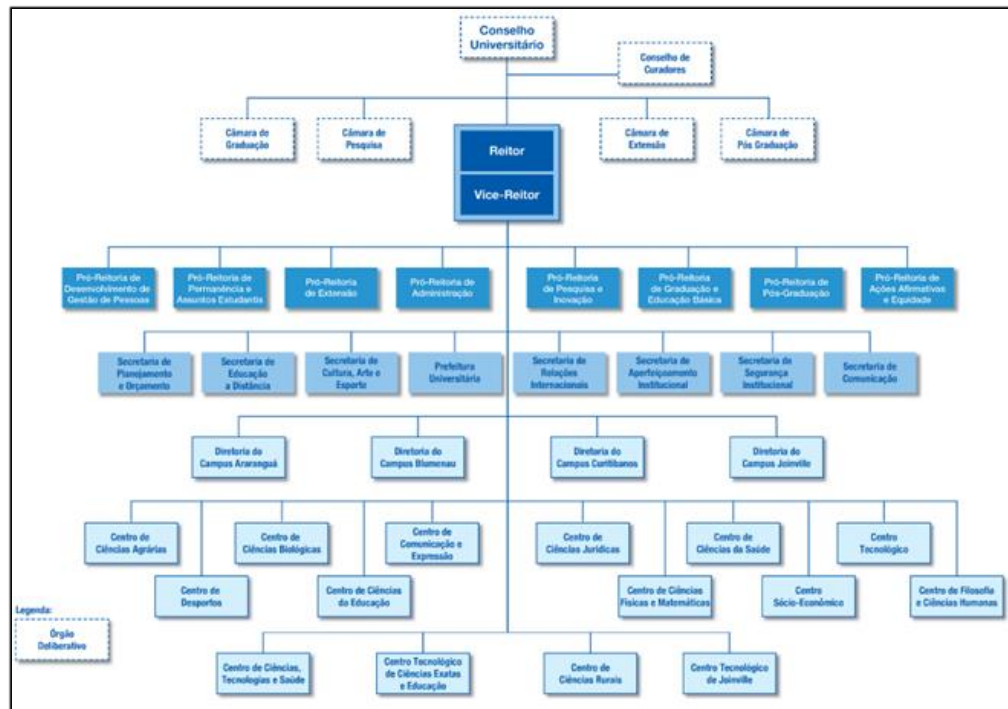 Conselho
Universitário
Conselho de
Curadores
Câmara de
Graduação
Câmara de
Pesquisa
Câmara de
Extensão
Câmara de
Pós Graduação
Reitor
Vice-Reitor
Pró-Reitoria de
Desenvolvimento de
Gestão de Pessoas
Pró-Reitoria de
Permanência e
Assuntos Estudantis
Pró-Reitoria
de Extensão
Pró-Reitoria
de Administração
Pró-Reitoria
de Pesquisa e
Inovação
Pró-Reitoria
de Graduação e
Educação Básica
Pró-Reitoria de
Pós-Graduação
Pró-Reitoria de
Ações Afirmativas
e Equidade
Secretaria de
Planejamento
e Orçamento
Secretaria de
Educação
a Distância
Secretaria de
Cultura, Arte e
Esporte
Prefeitura
Universitária
Secretaria de
Relações
Internacionais
Secretaria de
Aperfeiçoamento
Institucional
Secretaria de
Segurança
Institucional
Secretaria de
Comunicação
Diretoria do
Campus Araranguá
Diretoria do
Campus Blumenau
Diretoria do
Campus Curitibanos
Diretoria do
Campus Joinville
Centro de
Ciências Agrárias
Centro de
Ciências Biológicas
Centro de
Comunicação e
Expressão
Centro de
Ciências Jurídicas
Centro de
Ciências da Saúde
Centro
Tecnológico
Centro de
Desportos
Centro de Ciências
da Educação
Centro de Ciências
Físicas e Matemáticas
Centro
Sócio-Econômico
Centro de Filosofia
e Ciências Humanas
Legenda:
Órgão
Deliberativo
Centro de Ciências,
Tecnologias e Saúde
Centro Tecnológico
de Ciências Exatas
e Educação
Centro de
Ciências Rurais
Centro Tecnológico
de Joinville